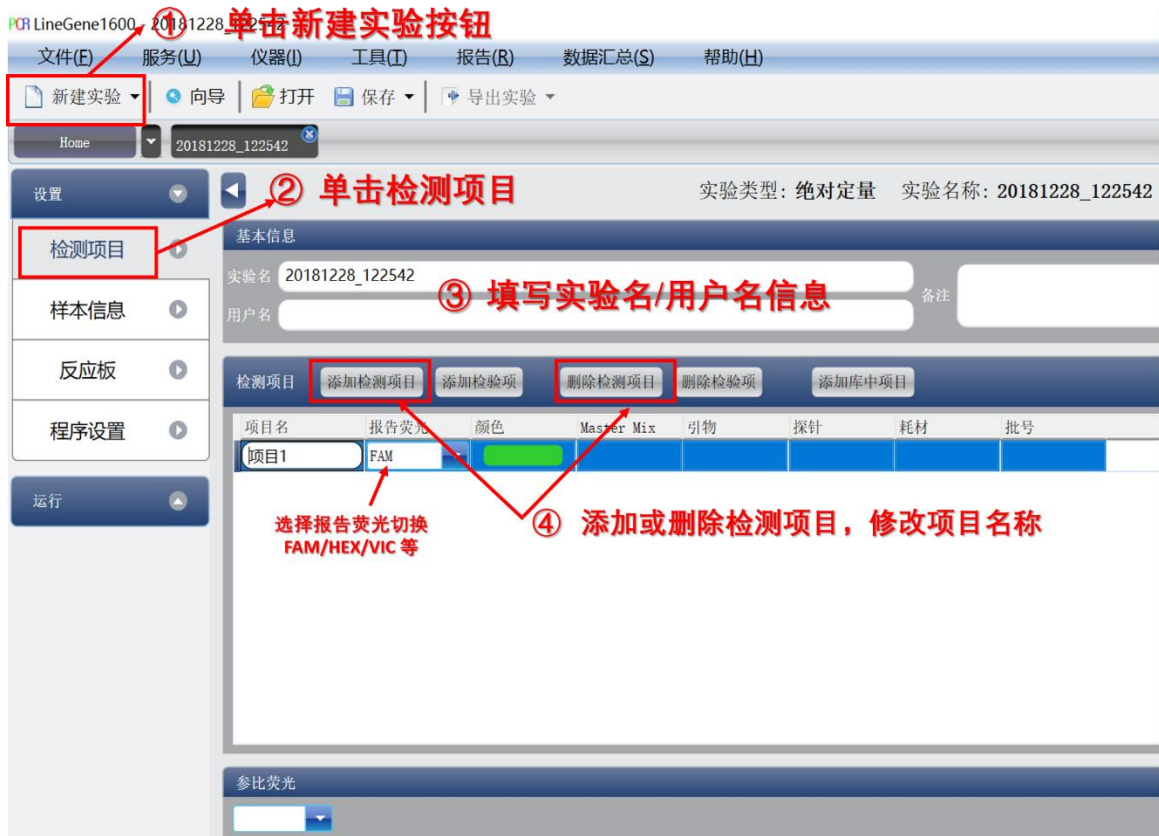 PCR LineGene1600 - 20181228_122542
① 单击新建实验按钮
文件(F) 服务(U) 仪器(I) 工具(T) 报告(R) 数据汇总(S) 帮助(H)
新建实验 向导 打开 保存 导出实验
Home 20181228_122542
设置
② 单击检测项目
实验类型: 绝对定量 实验名称: 20181228_122542
检测项目
样本信息
反应板
程序设置
运行
基本信息
实验名 20181228_122542
用户名
备注
③ 填写实验名/用户名信息
检测项目 添加检测项目 添加检验项 删除检测项目 删除检验项 添加库中项目
项目名 报告荧光 颜色 Master Mix 引物 探针 耗材 批号
项目1 FAM
选择报告荧光切换
FAM/HEX/VIC 等
④ 添加或删除检测项目，修改项目名称
参比荧光